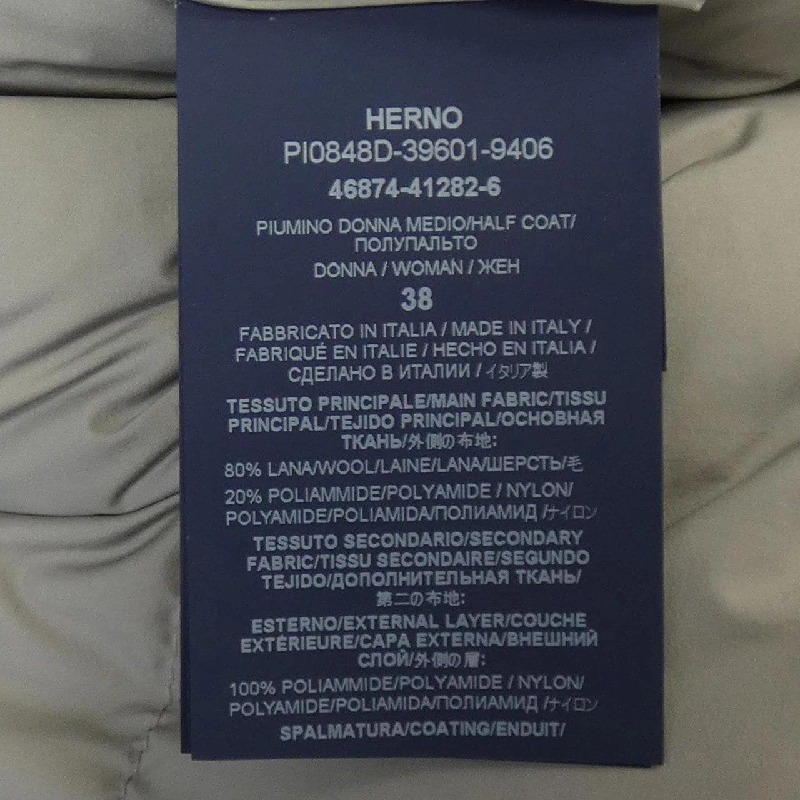 HERNO
PI0848D-39601-9406
46874-41282-6
PIUMINO DONNA MEDIO/HALF COAT/
ПОЛУПАЛЬТО
DONNA / WOMAN / ЖЕН
38
FABBRICATO IN ITALIA / MADE IN ITALY /
FABRIQUÉ EN ITALIE / HECHO EN ITALIA /
СДЕЛАНО В ИТАЛИИ / イタリア製
TESSUTO PRINCIPALE/MAIN FABRIC/TISSU
PRINCIPAL/TEJIDO PRINCIPAL/ОСНОВНАЯ
ТКАНЬ/外側の布地:
80% LANA/WOOL/LAINE/LANA/ШЕРСТЬ/毛
20% POLIAMMIDE/POLYAMIDE / NYLON/
POLYAMIDE/POLIAMIDA/ПОЛИАМИД /ナイロン
TESSUTO SECONDARIO/SECONDARY
FABRIC/TISSU SECONDAIRE/SEGUNDO
TEJIDO/ДОПОЛНИТЕЛЬНАЯ ТКАНЬ/
第二の布地:
ESTERNO/EXTERNAL LAYER/COUCHE
EXTÉRIEURE/CAPA EXTERNA/ВНЕШНИЙ
СЛОЙ/外側の層:
100% POLIAMMIDE/POLYAMIDE / NYLON/
POLYAMIDE/POLIAMIDA/ПОЛИАМИД /ナイロン
SPALMATURA/COATING/ENDUIT/